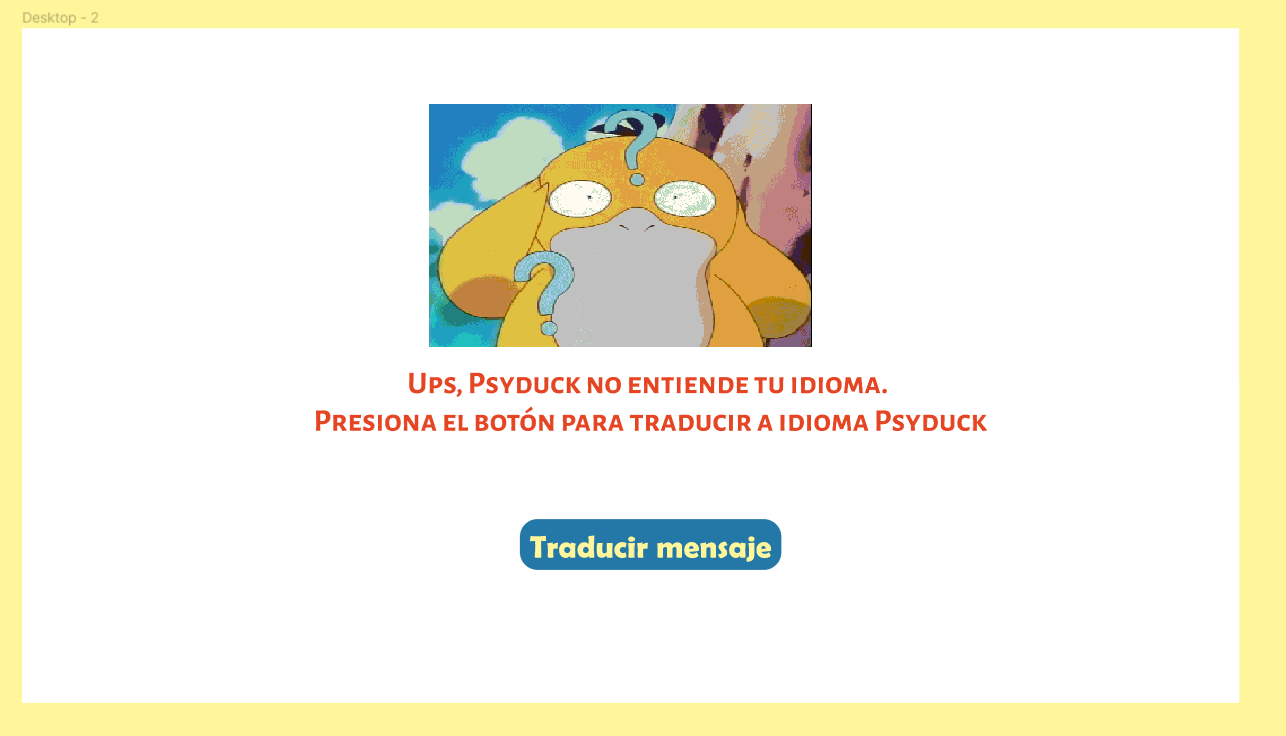 Desktop - 2
Ups, Psyduck no entiende tu idioma.
Presiona el botón para traducir a idioma Psyduck
Traducir mensaje